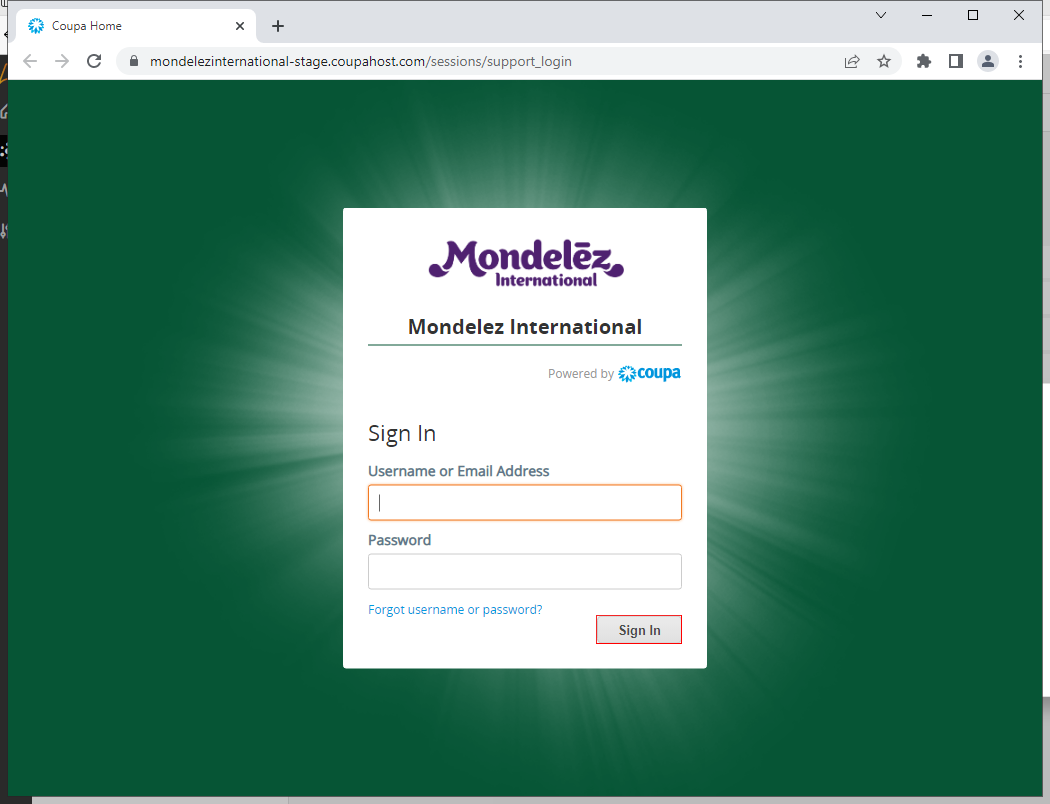 Coupa Home
mondelezinternational-stage.coupahost.com/sessions/support_login
Mondelēz
International
Mondelez International
Powered by coupa
Sign In
Username or Email Address
Password
Forgot username or password?
Sign In